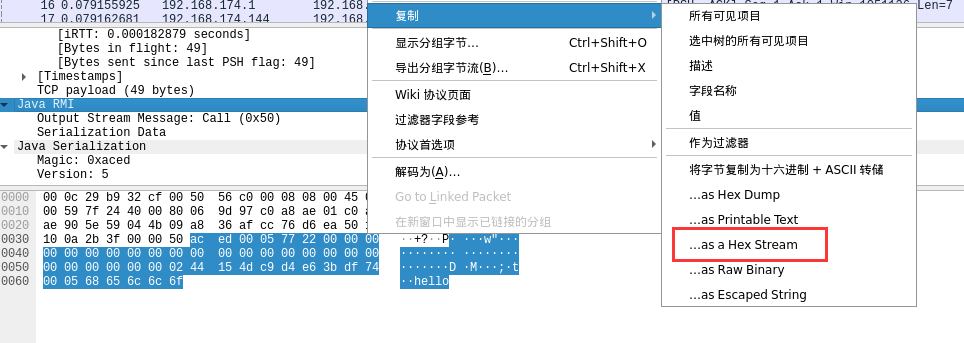 16 0.079155925 192.168.174.1 192.168.
17 0.079162681 192.168.174.144 192.168.
Len=7
[iRTT: 0.000182879 seconds]
[Bytes in flight: 49]
[Bytes sent since last PSH flag: 49]
[Timestamps]
TCP payload (49 bytes)
Java RMI
Output Stream Message: Call (0x50)
Serialization Data
Java Serialization
Magic: 0xaced
Version: 5
0000 00 0c 29 b9 32 cf 00 50 56 c0 00 08 08 00 45 0
0010 00 59 7f 24 40 00 80 06 9d 97 c0 a8 ae 01 c0 a
0020 ae 90 5e 59 04 4b 09 a8 36 af cc 76 d6 ea 50 1
0030 10 0a 2b 3f 00 00 50 ac ed 00 05 77 22 00 00 00 ··+?··P· ···w"···
0040 00 00 00 00 00 00 00 00 00 00 00 00 00 00 00 00 ········ ········
0050 00 00 00 00 00 02 44 15 4d c9 d4 e6 3b df 74 ······D ·M···;·t
0060 00 05 68 65 6c 6c 6f ··hello
复制
显示分组字节… Ctrl+Shift+O
导出分组字节流(B)… Ctrl+Shift+X
Wiki 协议页面
过滤器字段参考
协议首选项
解码为(A)…
Go to Linked Packet
在新窗口中显示已链接的分组
所有可见项目
选中树的所有可见项目
描述
字段名称
值
作为过滤器
将字节复制为十六进制 + ASCII 转储
…as Hex Dump
…as Printable Text
…as a Hex Stream
…as Raw Binary
…as Escaped String